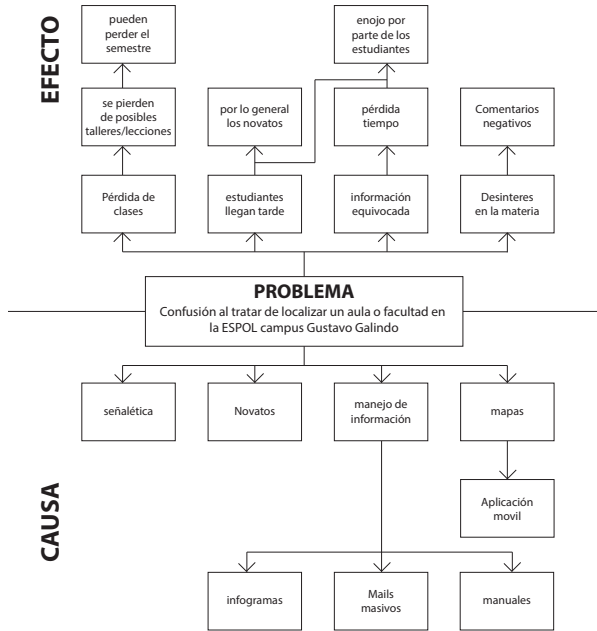 EFECTO
pueden
perder el
semestre
enojo por
parte de los
estudiantes
se pierden
de posibles
talleres/lecciones
por lo general
los novatos
pérdida
tiempo
Comentarios
negativos
Pérdida de
clases
estudiantes
llegan tarde
información
equivocada
Desinteres
en la materia
PROBLEMA
Confusión al tratar de localizar un aula o facultad en
la ESPOL campus Gustavo Galindo
señalética
Novatos
manejo de
información
mapas
CAUSA
Aplicación
movil
infogramas
Mails
masivos
manuales